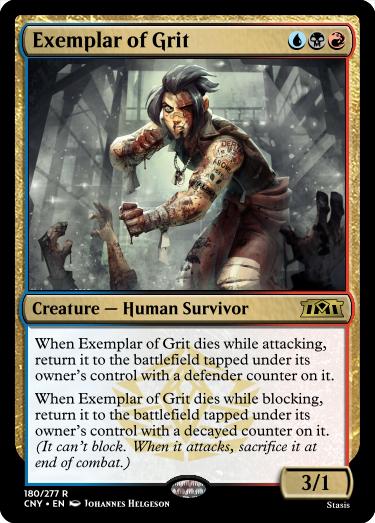 Exemplar of Grit
Creature — Human Survivor
When Exemplar of Grit dies while attacking,
return it to the battlefield tapped under its
owner's control with a defender counter on it.
When Exemplar of Grit dies while blocking,
return it to the battlefield tapped under its
owner's control with a decayed counter on it.
(It can't block. When it attacks, sacrifice it at
end of combat.)
3/1
180/277 R
CNY • EN Johannes Helgeson
Stasis